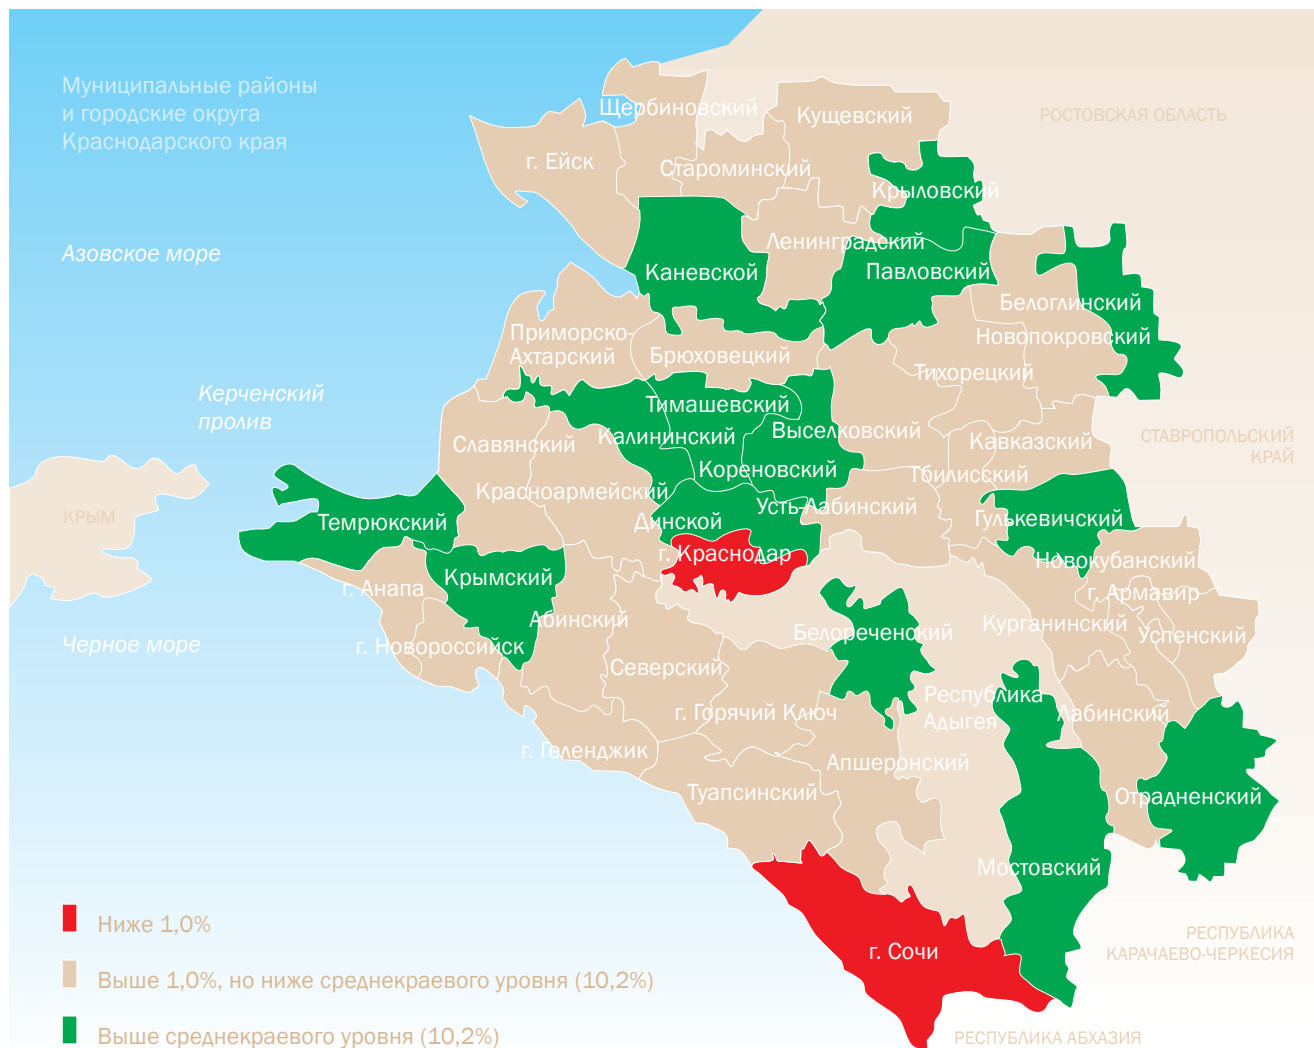 Муниципальные районы
и городские округа
Краснодарского края
Щербиновский
Кущевский
РОСТОВСКАЯ ОБЛАСТЬ
г. Ейск
Староминский
Крыловский
Азовское море
Ленинградский
Каневской
Павловский
Белоглинский
Приморско-
Ахтарский
Новопокровский
Брюховецкий
Тихорецкий
Керченский
пролив
Тимашевский
Калининский
Выселковский
Славянский
Кавказский
СТАВРОПОЛЬСКИЙ
КРАЙ
Кореновский
Тбилисский
Красноармейский
Усть-Лабинский
КРЫМ
Темрюкский
Динской
Гулькевичский
г. Краснодар
Новокубанский
Крымский
г. Анапа
г. Армавир
Абинский
Белореченский
Курганинский
Успенский
Черное море
г. Новороссийск
Северский
Республика
Адыгея
г. Горячий Ключ
Лабинский
г. Геленджик
Апшеронский
Туапсинский
Отрадненский
Мостовский
Ниже 1,0%
г. Сочи
РЕСПУБЛИКА
КАРАЧАЕВО-ЧЕРКЕСИЯ
Выше 1,0%, но ниже среднекраевого уровня (10,2%)
Выше среднекраевого уровня (10,2%)
РЕСПУБЛИКА АБХАЗИЯ